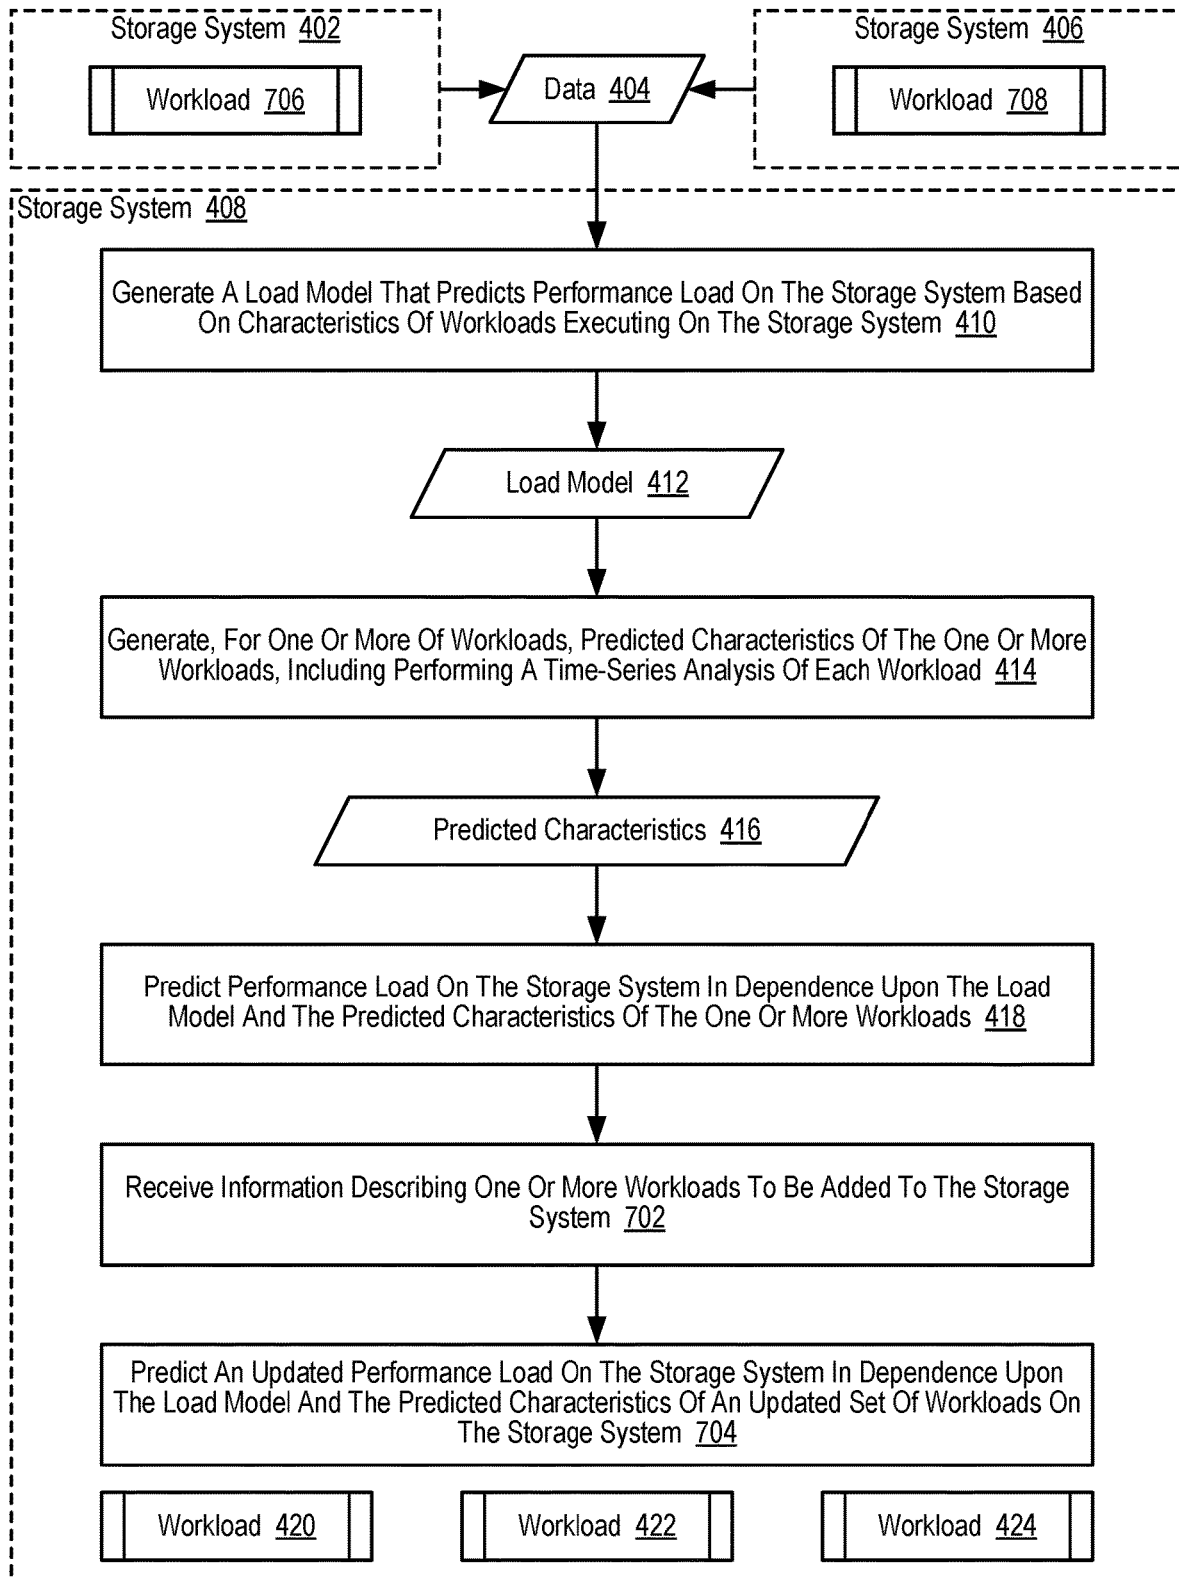 Storage System 402
Workload 706
Data 404
Storage System 406
Workload 708
Storage System 408
Generate A Load Model That Predicts Performance Load On The Storage System Based
On Characteristics Of Workloads Executing On The Storage System 410
Load Model 412
Generate, For One Or More Of Workloads, Predicted Characteristics Of The One Or More
Workloads, Including Performing A Time-Series Analysis Of Each Workload 414
Predicted Characteristics 416
Predict Performance Load On The Storage System In Dependence Upon The Load
Model And The Predicted Characteristics Of The One Or More Workloads 418
Receive Information Describing One Or More Workloads To Be Added To The Storage
System 702
Predict An Updated Performance Load On The Storage System In Dependence Upon
The Load Model And The Predicted Characteristics Of An Updated Set Of Workloads On
The Storage System 704
Workload 420
Workload 422
Workload 424